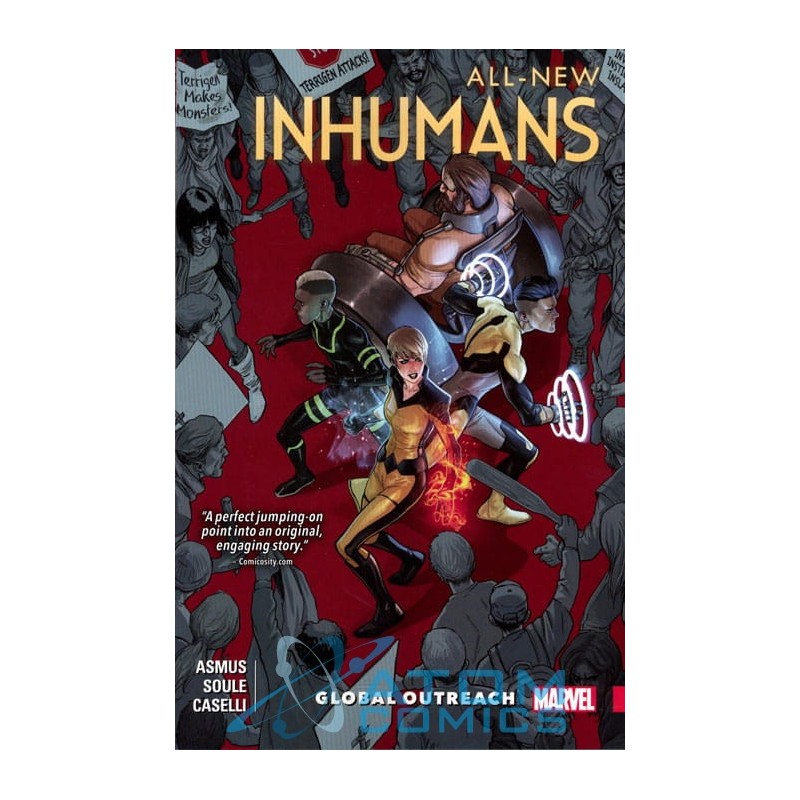 Terrigen
Makes
Monsters!
STOP
TERRIGEN ATTACKS!
ALL-NEW
INHUMANS
"A perfect jumping-on
point into an original,
engaging story."
– Comicosity.com
ASMUS
SOULE
CASELLI
GLOBAL OUTREACH
MARVEL
ATOM
COMICS